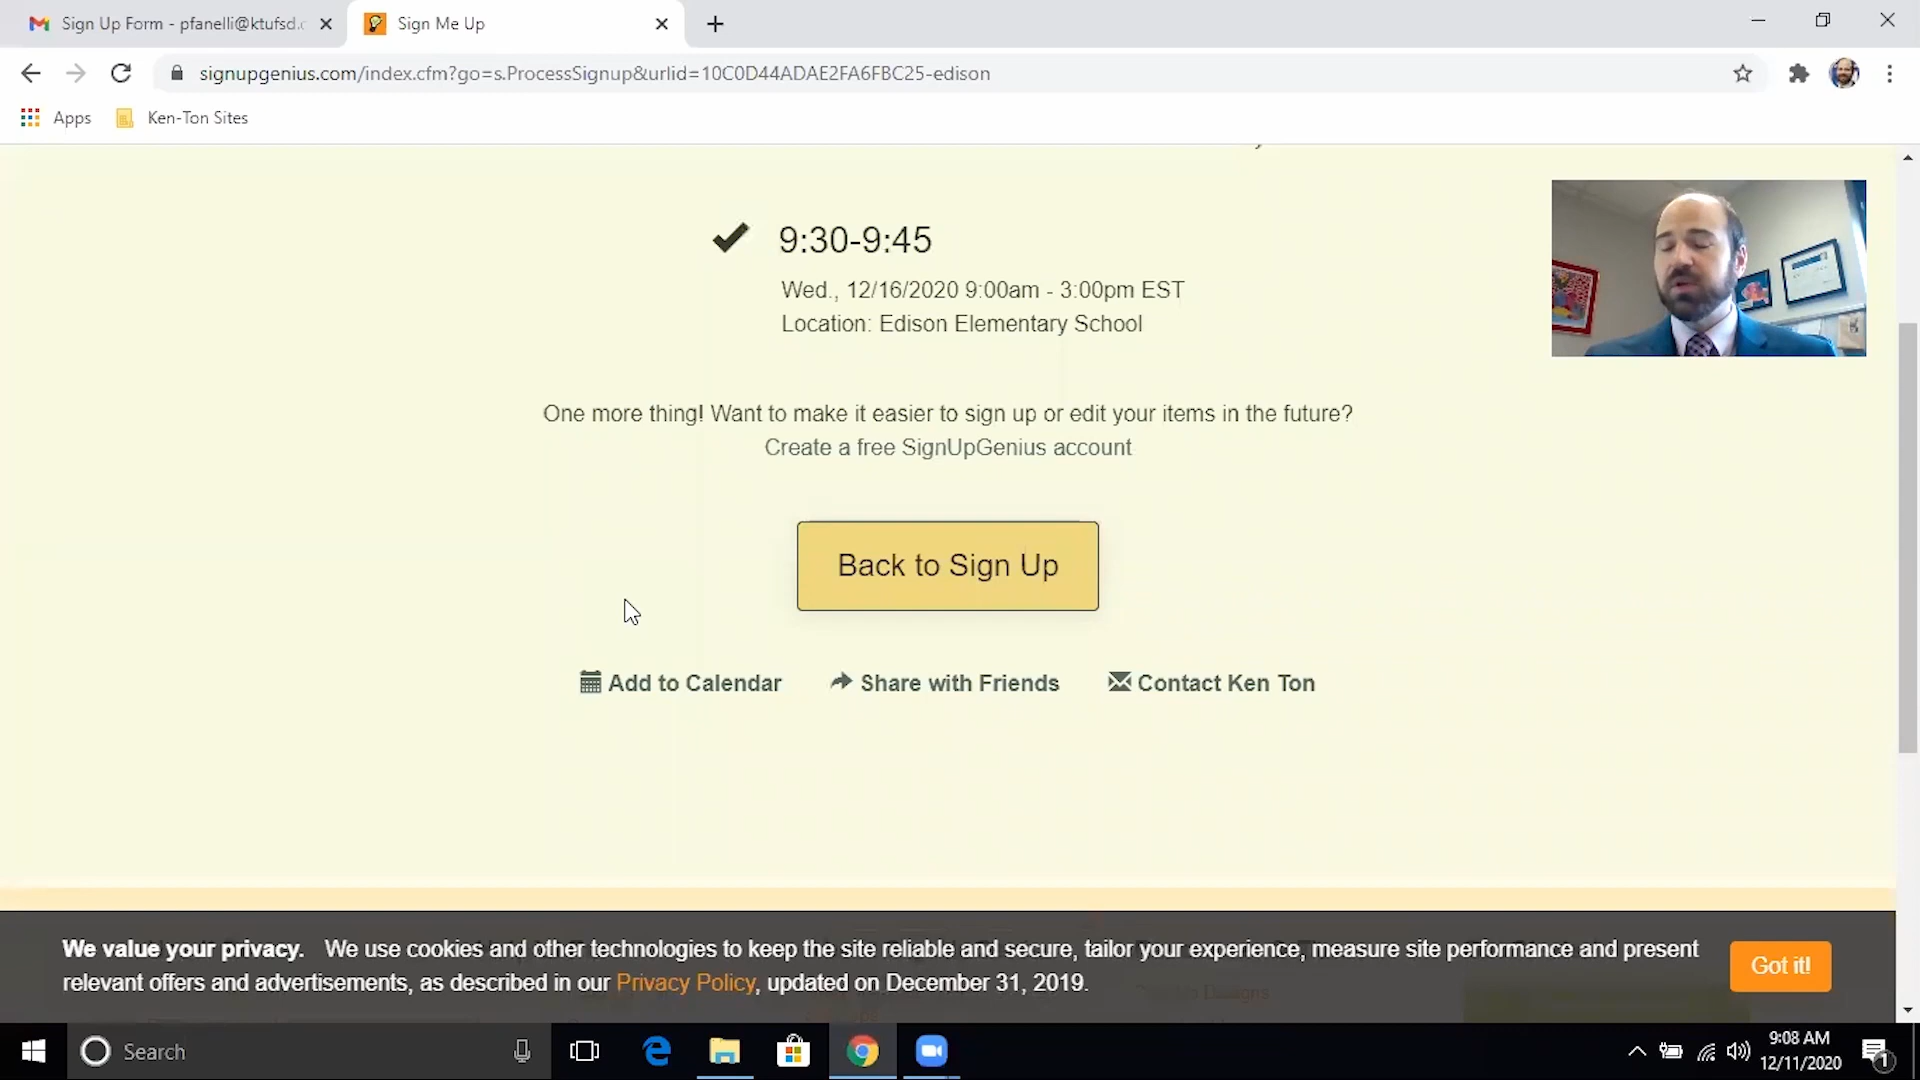 Sign Up Form - pfanelli@ktufsd.
Sign Me Up
signupgenius.com/index.cfm?go=s.ProcessSignup&urlid=10C0D44ADAE2FA6FBC25-edison
Apps
Ken-Ton Sites
9:30-9:45
Wed., 12/16/2020 9:00am - 3:00pm EST
Location: Edison Elementary School
One more thing! Want to make it easier to sign up or edit your items in the future?
Create a free SignUpGenius account
Back to Sign Up
Add to Calendar
Share with Friends
Contact Ken Ton
We value your privacy. We use cookies and other technologies to keep the site reliable and secure, tailor your experience, measure site performance and present
relevant offers and advertisements, as described in our Privacy Policy, updated on December 31, 2019.
Got it!
Search
9:08 AM
12/11/2020
1